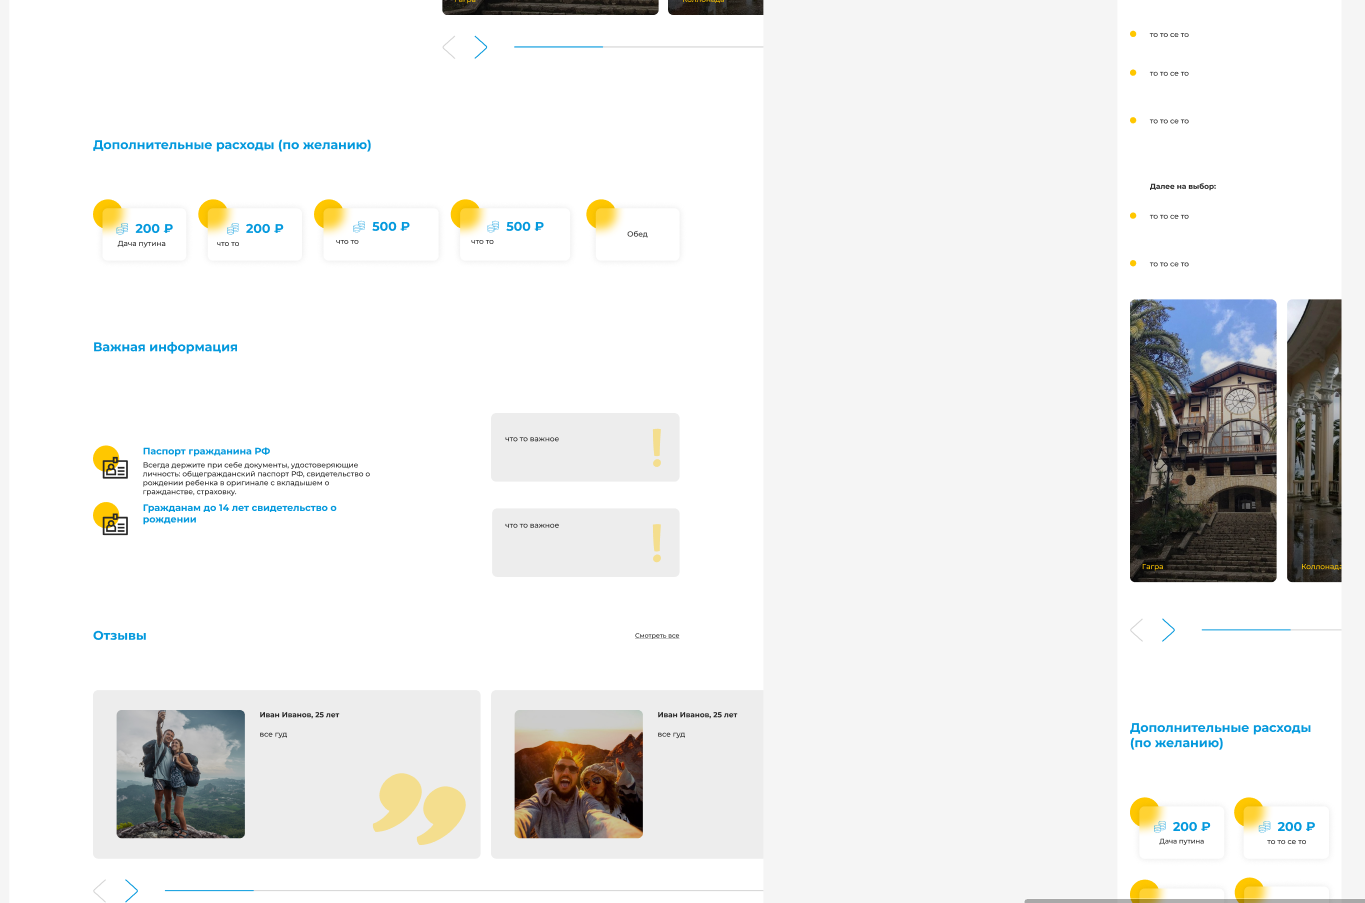 Гагра
Коллонада
Дополнительные расходы (по желанию)
200 ₽
Дача путина
200 ₽
что то
500 ₽
что то
500 ₽
что то
Обед
Важная информация
Паспорт гражданина РФ
Всегда держите при себе документы, удостоверяющие
личность: общегражданский паспорт РФ, свидетельство о
рождении ребенка в оригинале с вкладышем о
гражданстве, страховку.
Гражданам до 14 лет свидетельство о
рождении
что то важное
!
что то важное
!
Отзывы
Смотреть все
Иван Иванов, 25 лет
все гуд
Иван Иванов, 25 лет
все гуд
то то се то
то то се то
то то се то
Далее на выбор:
то то се то
то то се то
Гагра
Коллонада
Дополнительные расходы
(по желанию)
200 ₽
Дача путина
200 ₽
то то се то